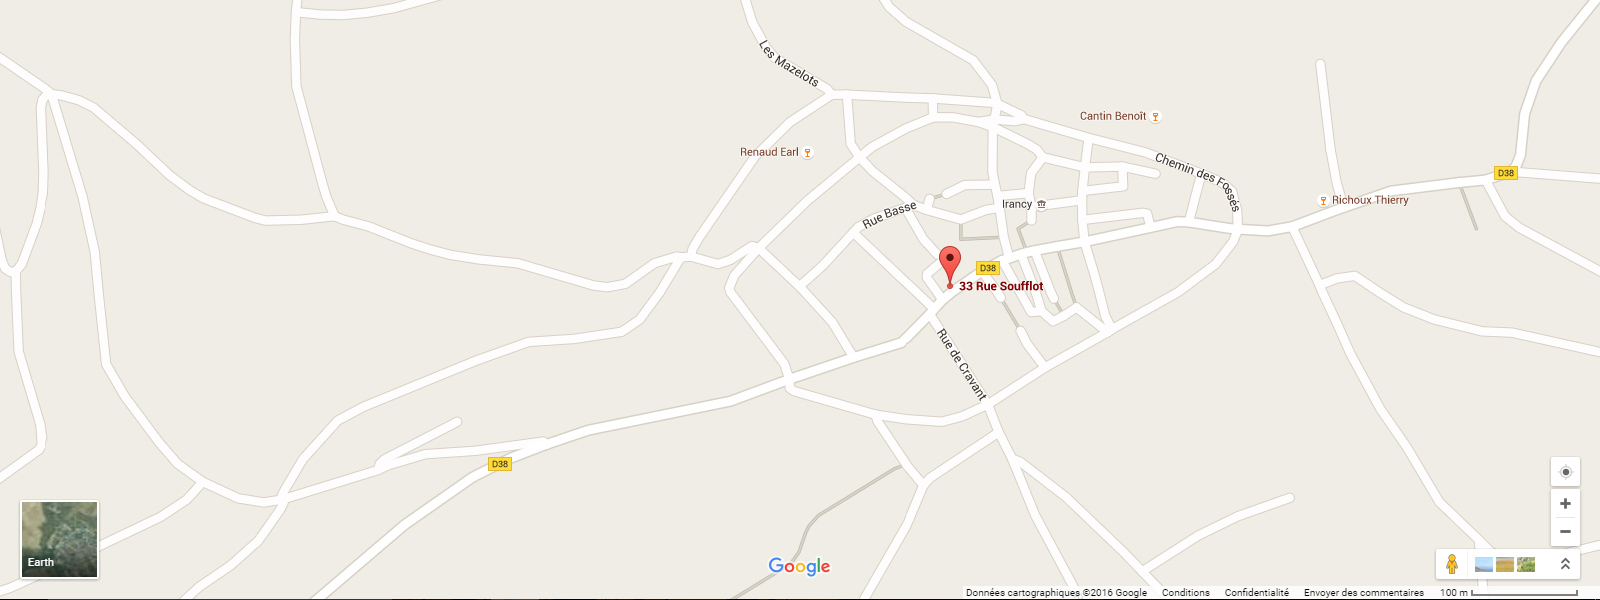 Les Mazelots
Cantin Benoît
Renaud Earl
Chemin des Fossés
D38
Richoux Thierry
Irancy
Rue Basse
D38
33 Rue Soufflot
Rue de Cravant
D38
Earth
Google
Données cartographiques ©2016 Google Conditions Confidentialité Envoyer des commentaires 100 m